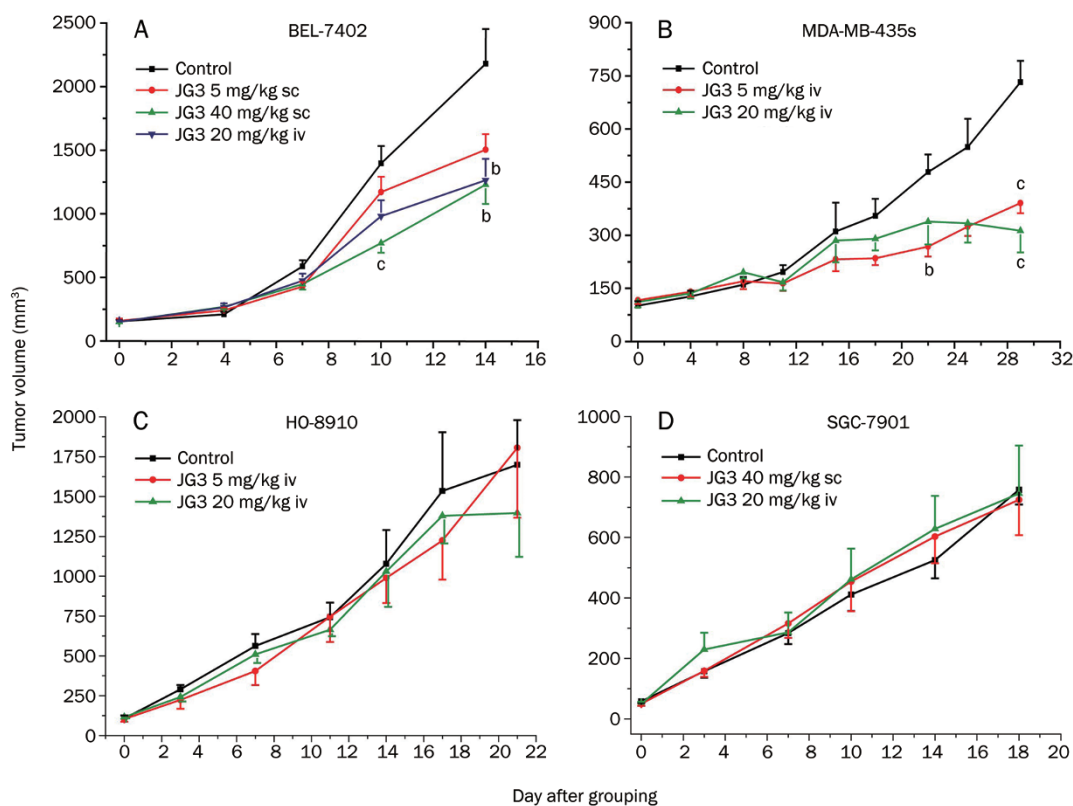 Tumor volume (mm³)
A
BEL-7402
Control
JG3 5 mg/kg sc
JG3 40 mg/kg sc
JG3 20 mg/kg iv
2500
2000
1500
1000
500
0
b
b
c
0 2 4 6 8 10 12 14 16
B
MDA-MB-435s
Control
JG3 5 mg/kg iv
JG3 20 mg/kg iv
900
750
600
450
300
150
0
c
b
c
0 4 8 12 16 20 24 28 32
C
HO-8910
Control
JG3 5 mg/kg iv
JG3 20 mg/kg iv
2000
1750
1500
1250
1000
750
500
250
0
0 2 4 6 8 10 12 14 16 18 20 22
D
SGC-7901
Control
JG3 40 mg/kg sc
JG3 20 mg/kg iv
1000
800
600
400
200
0
0 2 4 6 8 10 12 14 16 18 20
Day after grouping